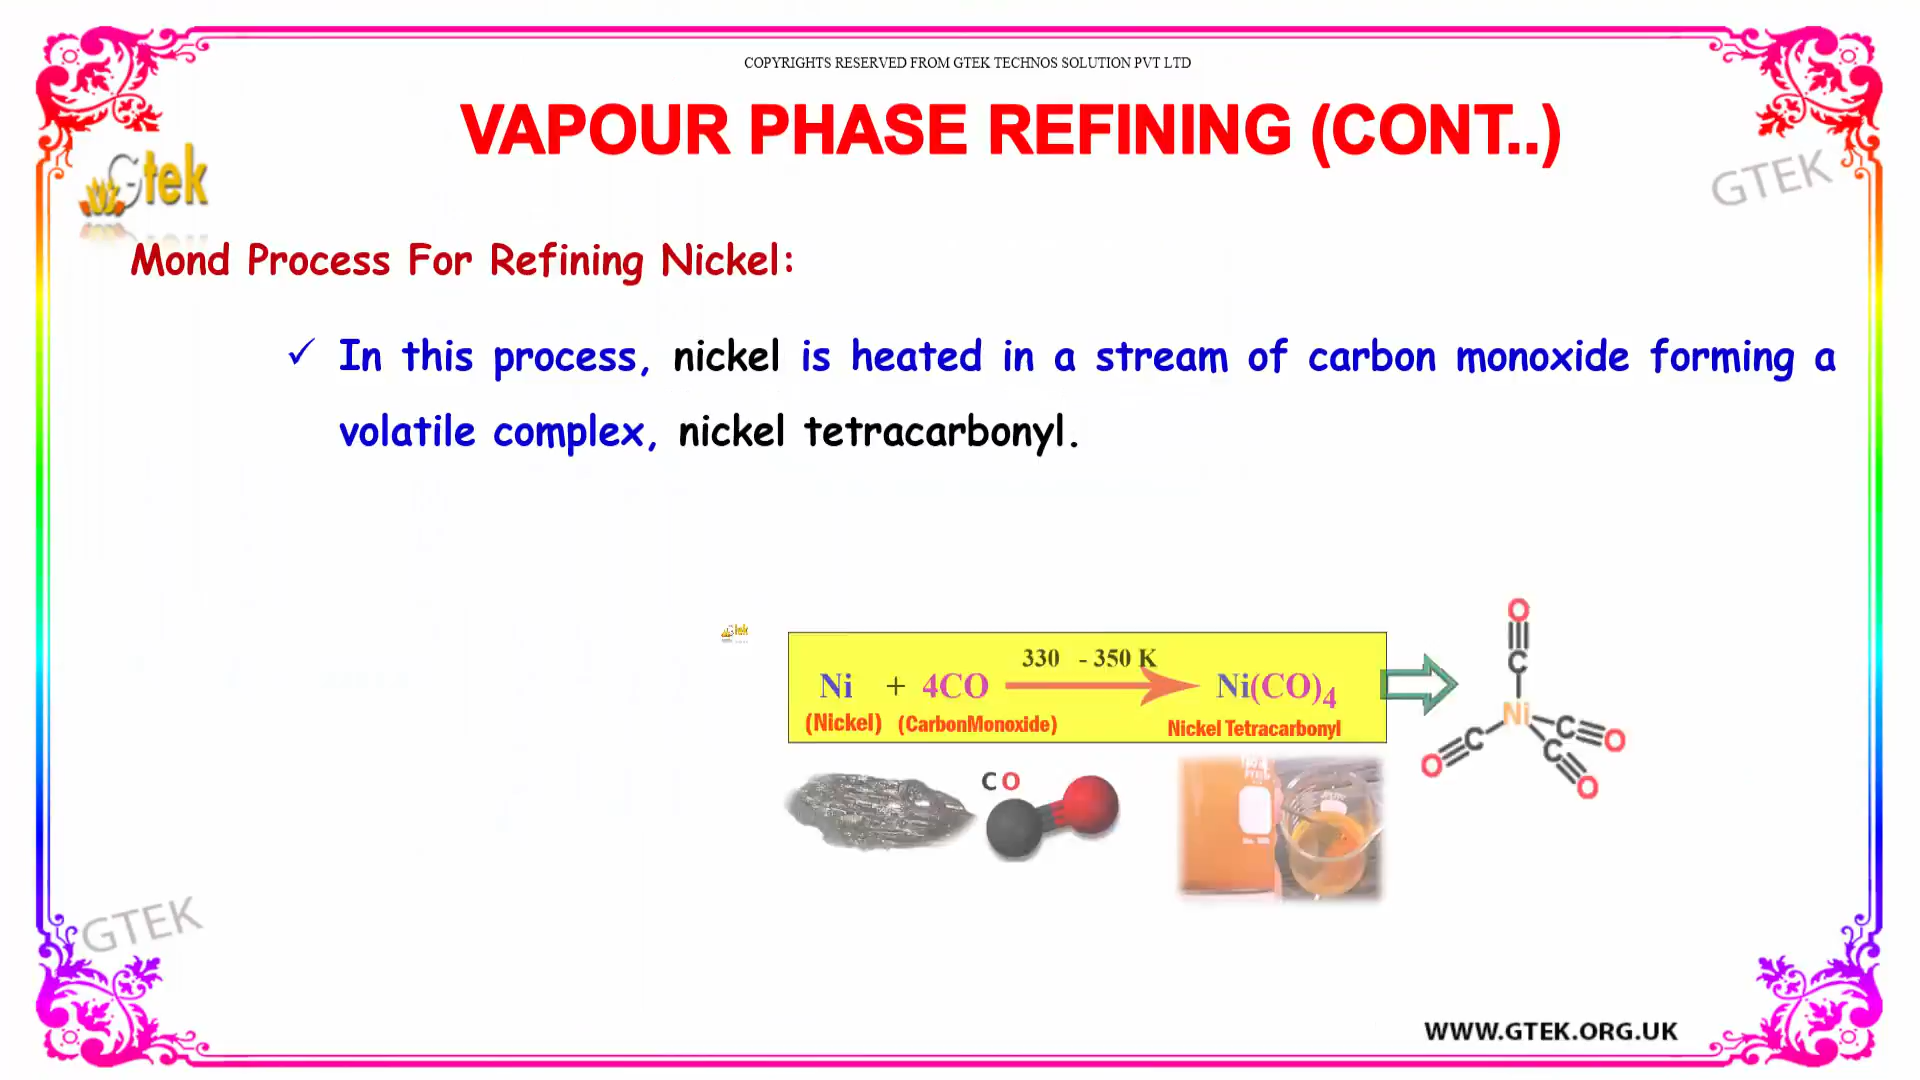 COPYRIGHTS RESERVED FROM GTEK TECHNOS SOLUTION PVT LTD
VAPOUR PHASE REFINING (CONT..)
Gtek
GTEK
Mond Process For Refining Nickel:
✓ In this process, nickel is heated in a stream of carbon monoxide forming a
volatile complex, nickel tetracarbonyl.
Gtek
330 - 350 K
Ni + 4CO Ni(CO)4
(Nickel) (CarbonMonoxide) Nickel Tetracarbonyl
O
C
Ni
C O
C O
O C
C O
GTEK
WWW.GTEK.ORG.UK